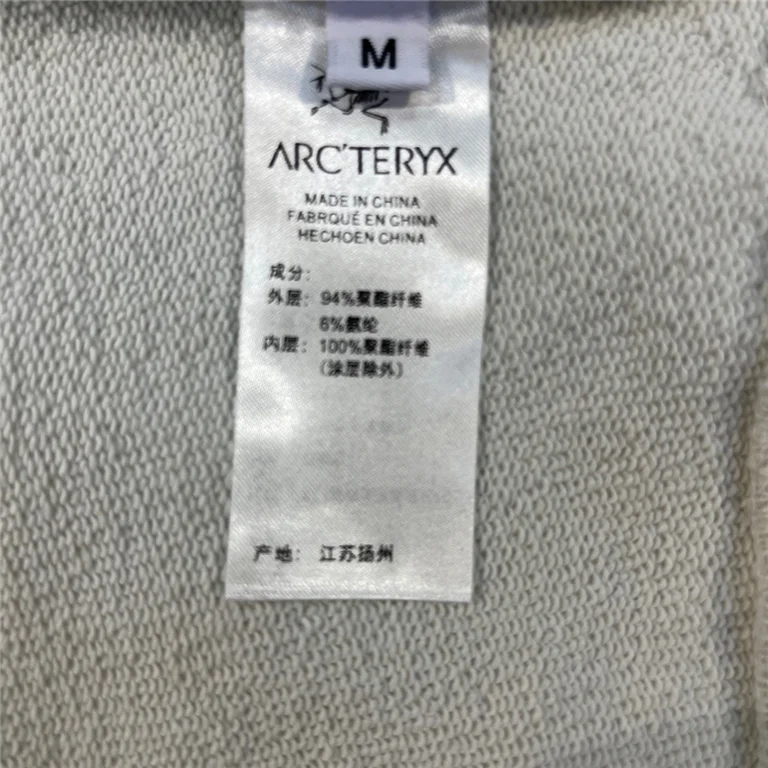 M
ARC'TERYX
MADE IN CHINA
FABRQUÉ EN CHINA
HECHOEN CHINA
成分:
外层: 94%聚酯纤维
6%氨纶
内层: 100%聚酯纤维
(涂层除外)
产地: 江苏扬州